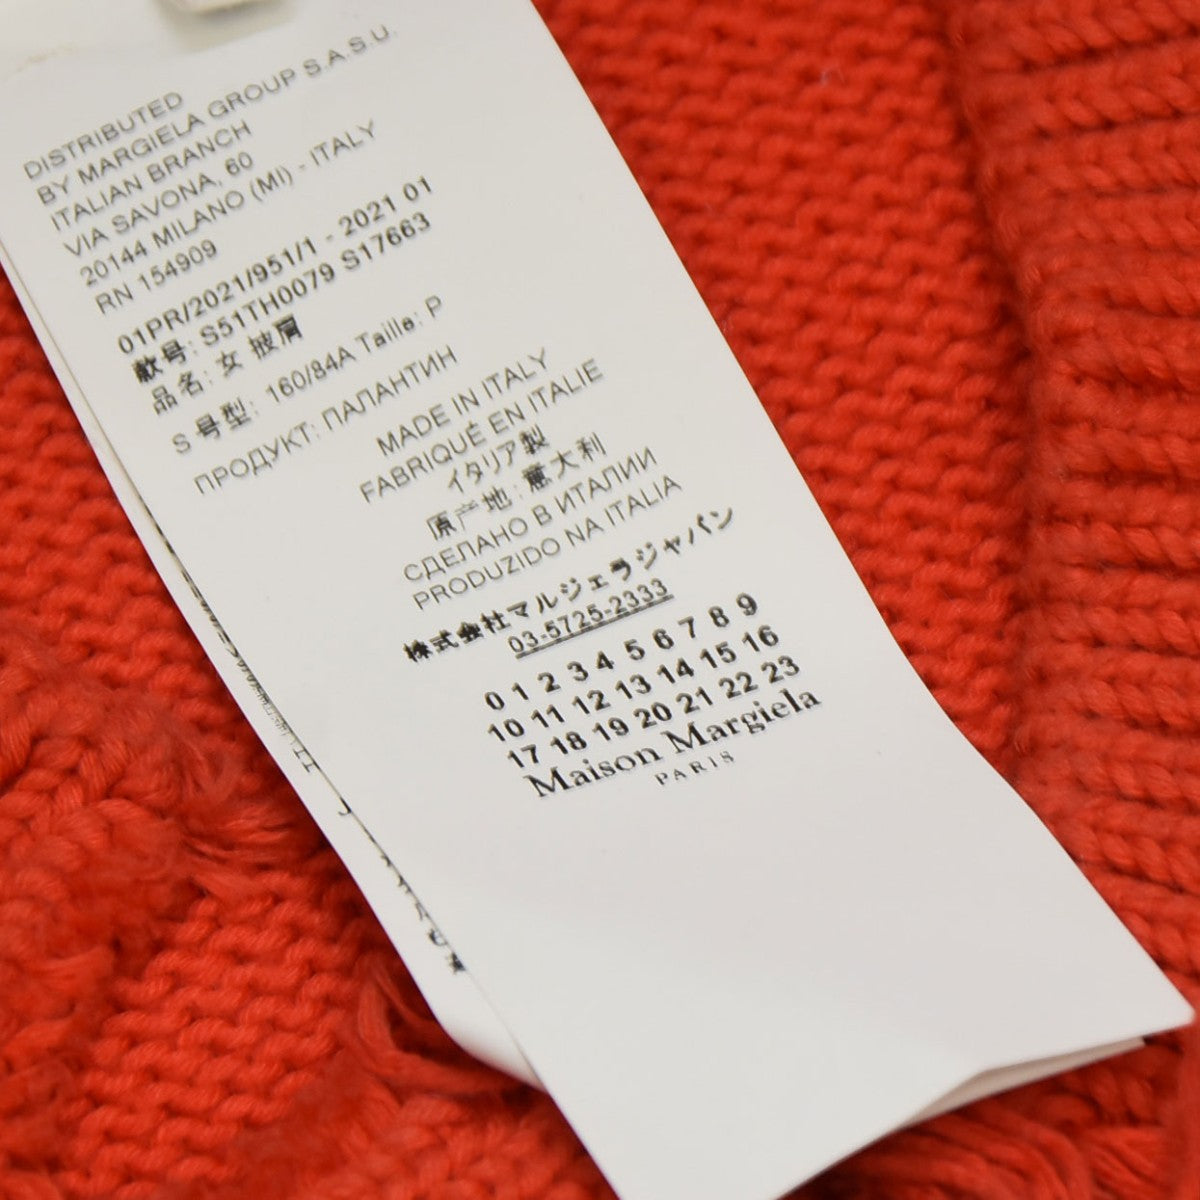 DISTRIBUTED
BY MARGIELA GROUP S.A.S.U.
ITALIAN BRANCH
VIA SAVONA, 60
20144 MILANO (MI) - ITALY
RN 154909
01PR/2021/951/1 - 2021 01
款号: S51TH0079 S17663
品名: 女 披肩
S 号型: 160/84A Taille: P
ПРОДУКТ: ПАЛАНТИН
MADE IN ITALY
FABRIQUÉ EN ITALIE
イタリア製
原产地: 意大利
СДЕЛАНО В ИТАЛИИ
PRODUZIDO NA ITALIA
株式会社マルジェラジャパン
03-5725-2333
0 1 2 3 4 5 6 7 8 9
10 11 12 13 14 15 16
17 18 19 20 21 22 23
Maison Margiela
PARIS